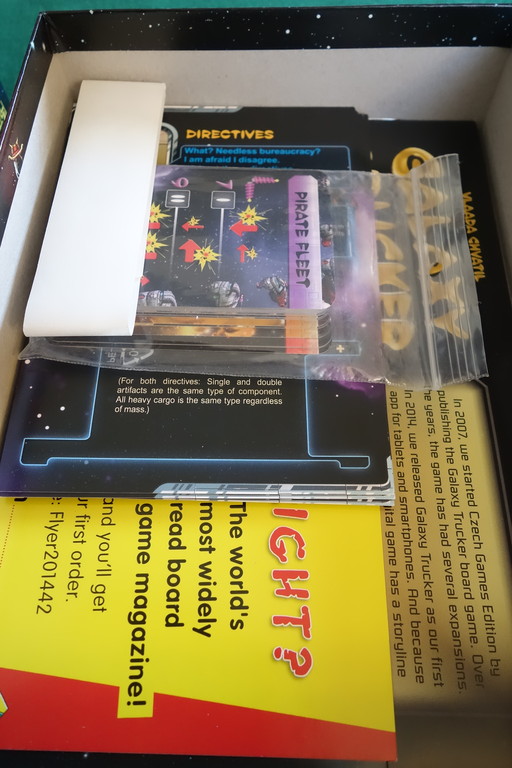 DIRECTIVES
What? Needless bureaucracy?
I am afraid I disagree.
PIRATE FLEET
(For both directives: Single and double
artifacts are the same type of component.
All heavy cargo is the same type regardless
of mass.)
VLAADA CHVÁTIL
GALAXY
TRUCKER
In 2007, we started Czech Games Edition by
publishing the Galaxy Trucker board game. Over
he years, the game has had several expansions.
In 2014, we released Galaxy Trucker as our first
app for tablets and smartphones. And because
ital game has a storyline
IGHT?
The world's
most widely
read board
game magazine!
and you'll get
ur first order.
e: Flyer201442